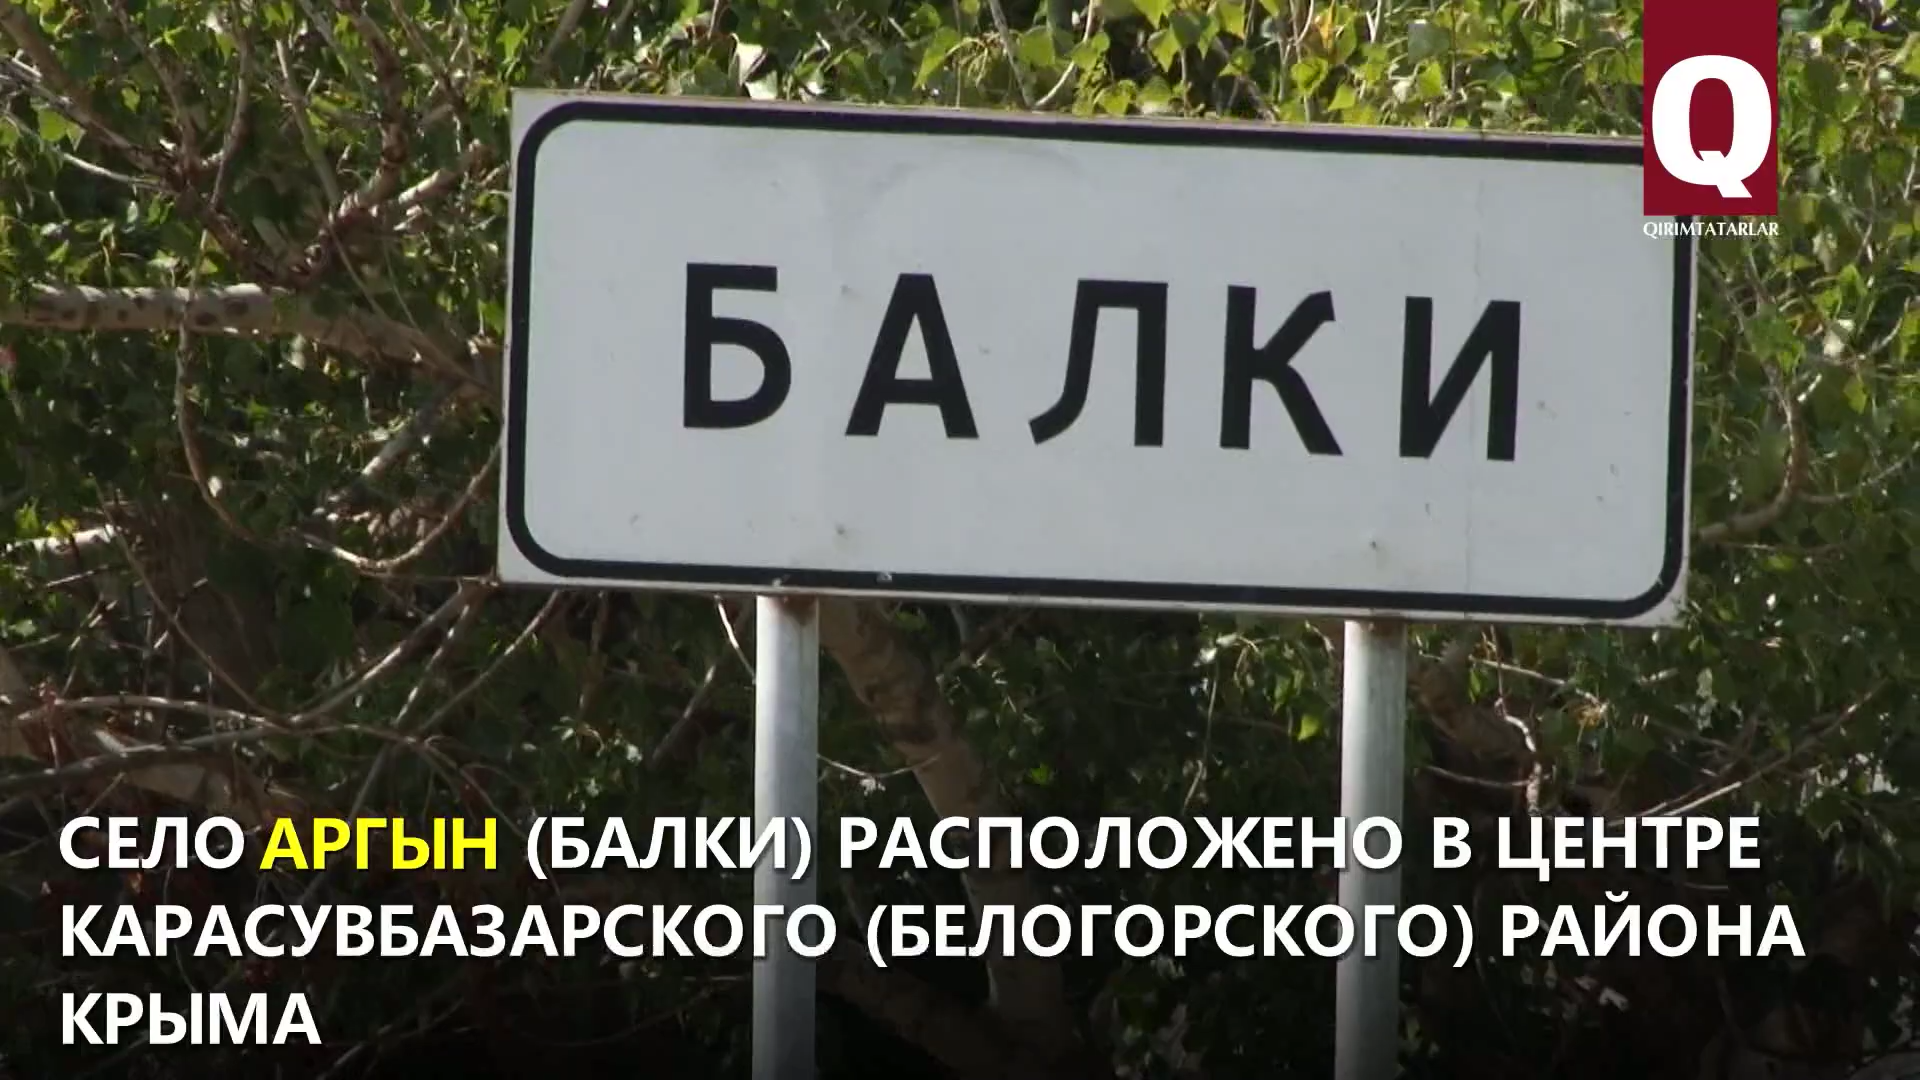 Q
QIRIMTATARLAR
БАЛКИ
СЕЛО АРГЫН (БАЛКИ) РАСПОЛОЖЕНО В ЦЕНТРЕ
КАРАСУВБАЗАРСКОГО (БЕЛОГОРСКОГО) РАЙОНА
КРЫМА